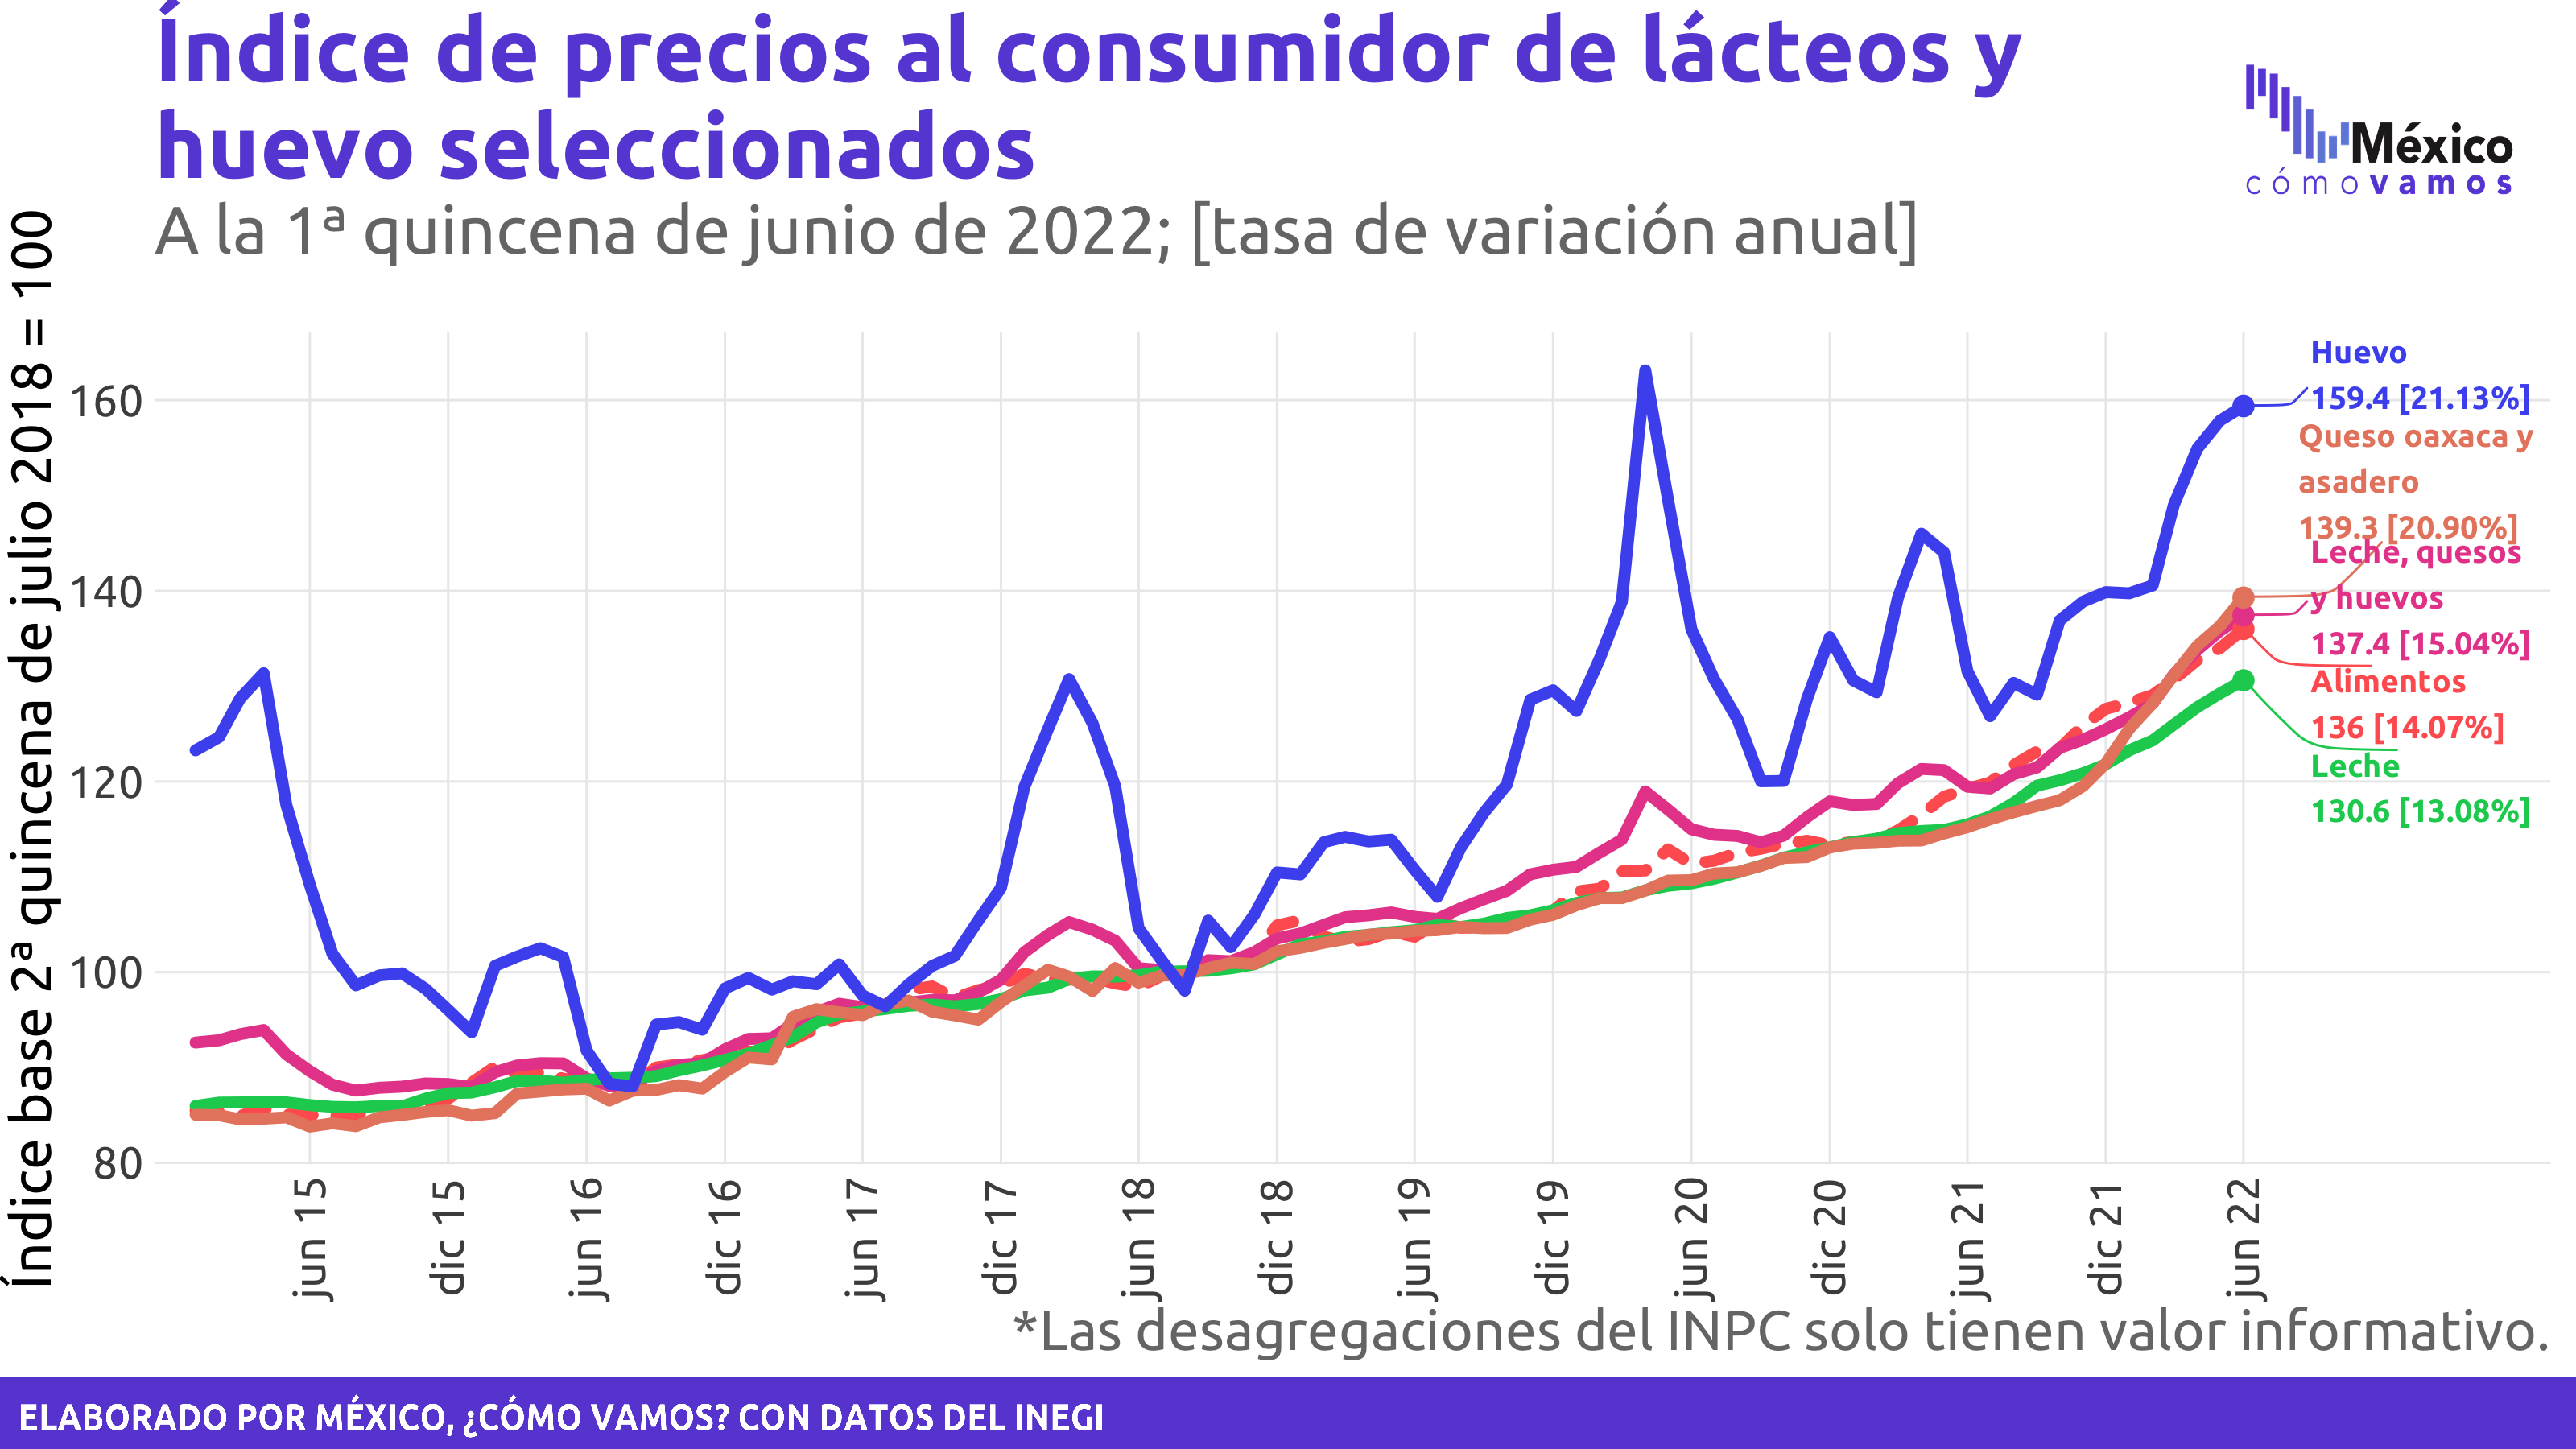 Índice de precios al consumidor de lácteos y
huevo seleccionados
A la 1ª quincena de junio de 2022; [tasa de variación anual]
México
cómo vamos
Índice base 2ª quincena de julio 2018 = 100
160
140
120
100
80
Huevo
159.4 [21.13%]
Queso oaxaca y
asadero
139.3 [20.90%]
Leche, quesos
y huevos
137.4 [15.04%]
Alimentos
136 [14.07%]
Leche
130.6 [13.08%]
jun 15
dic 15
jun 16
dic 16
jun 17
dic 17
jun 18
dic 18
jun 19
dic 19
jun 20
dic 20
jun 21
dic 21
jun 22
*Las desagregaciones del INPC solo tienen valor informativo.
ELABORADO POR MÉXICO, ¿CÓMO VAMOS? CON DATOS DEL INEGI